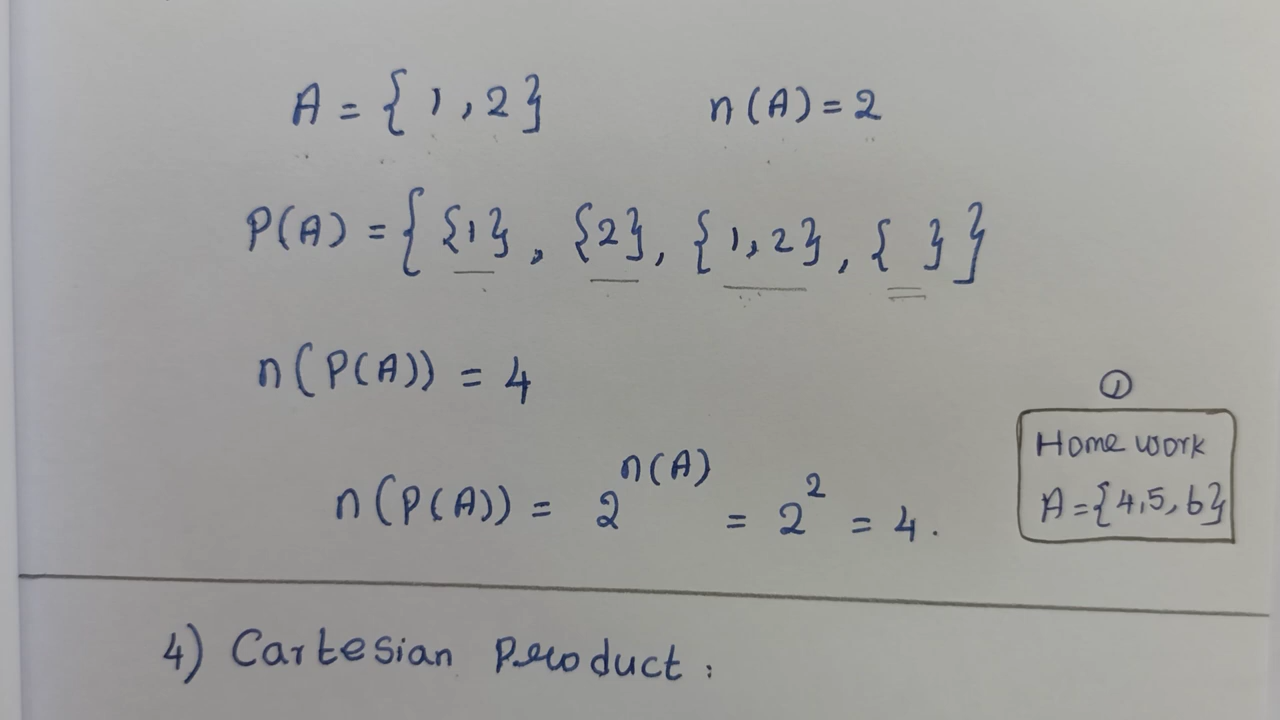 A = { 1 , 2 } n(A) = 2
P(A) = { {1} , {2} , {1,2} , { } }
n(P(A)) = 4
n(P(A)) = 2^n(A) = 2^2 = 4 .
①
Home work
A={4,5,6}
4) Cartesian Product :